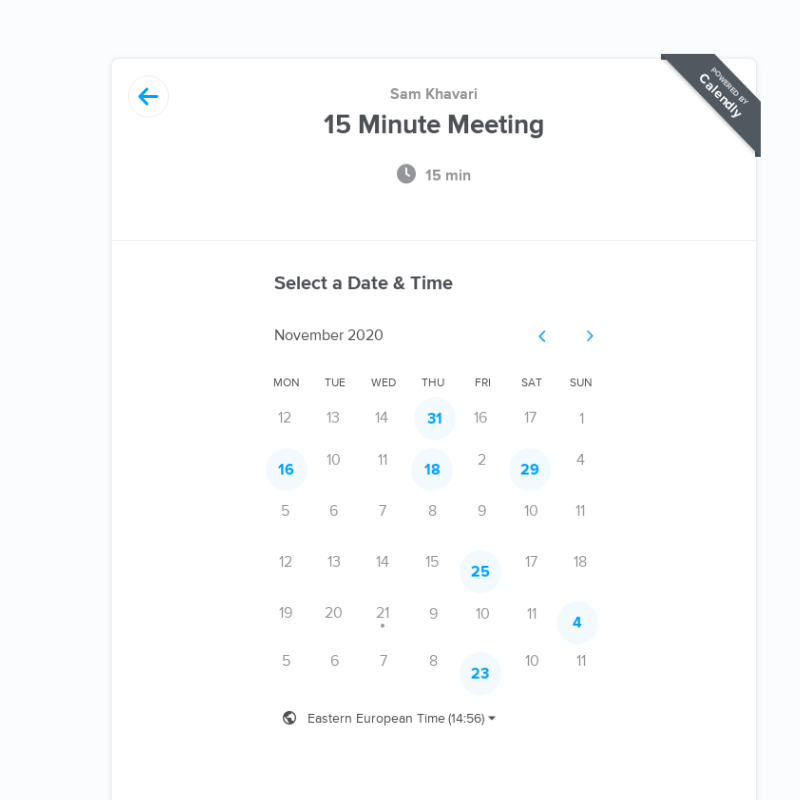 POWERED BY
Calendly
Sam Khavari
15 Minute Meeting
15 min
Select a Date & Time
November 2020
MON TUE WED THU FRI SAT SUN
12 13 14 31 16 17 1
16 10 11 18 2 29 4
5 6 7 8 9 10 11
12 13 14 15 25 17 18
19 20 21 9 10 11 4
5 6 7 8 23 10 11
Eastern European Time (14:56)